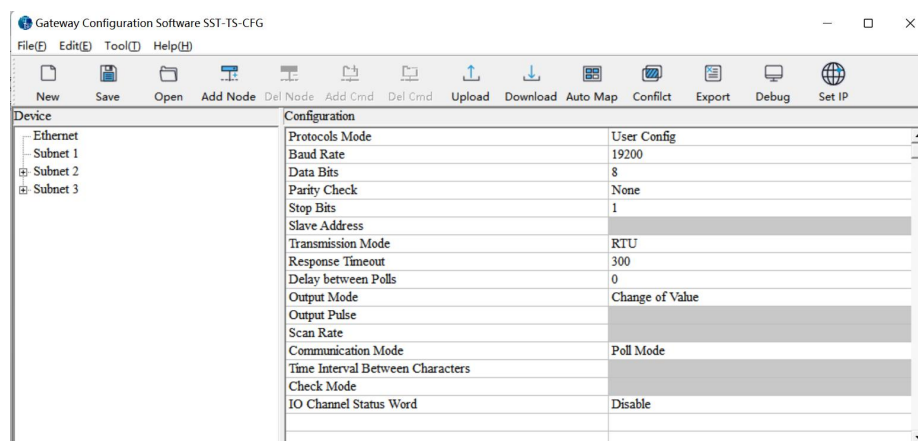 Gateway Configuration Software SST-TS-CFG
File(F) Edit(E) Tool(T) Help(H)
New Save Open Add Node Del Node Add Cmd Del Cmd Upload Download Auto Map Confilct Export Debug Set IP
Device Configuration
Ethernet
Subnet 1
Subnet 2
Subnet 3
Protocols Mode User Config
Baud Rate 19200
Data Bits 8
Parity Check None
Stop Bits 1
Slave Address
Transmission Mode RTU
Response Timeout 300
Delay between Polls 0
Output Mode Change of Value
Output Pulse
Scan Rate
Communication Mode Poll Mode
Time Interval Between Characters
Check Mode
IO Channel Status Word Disable